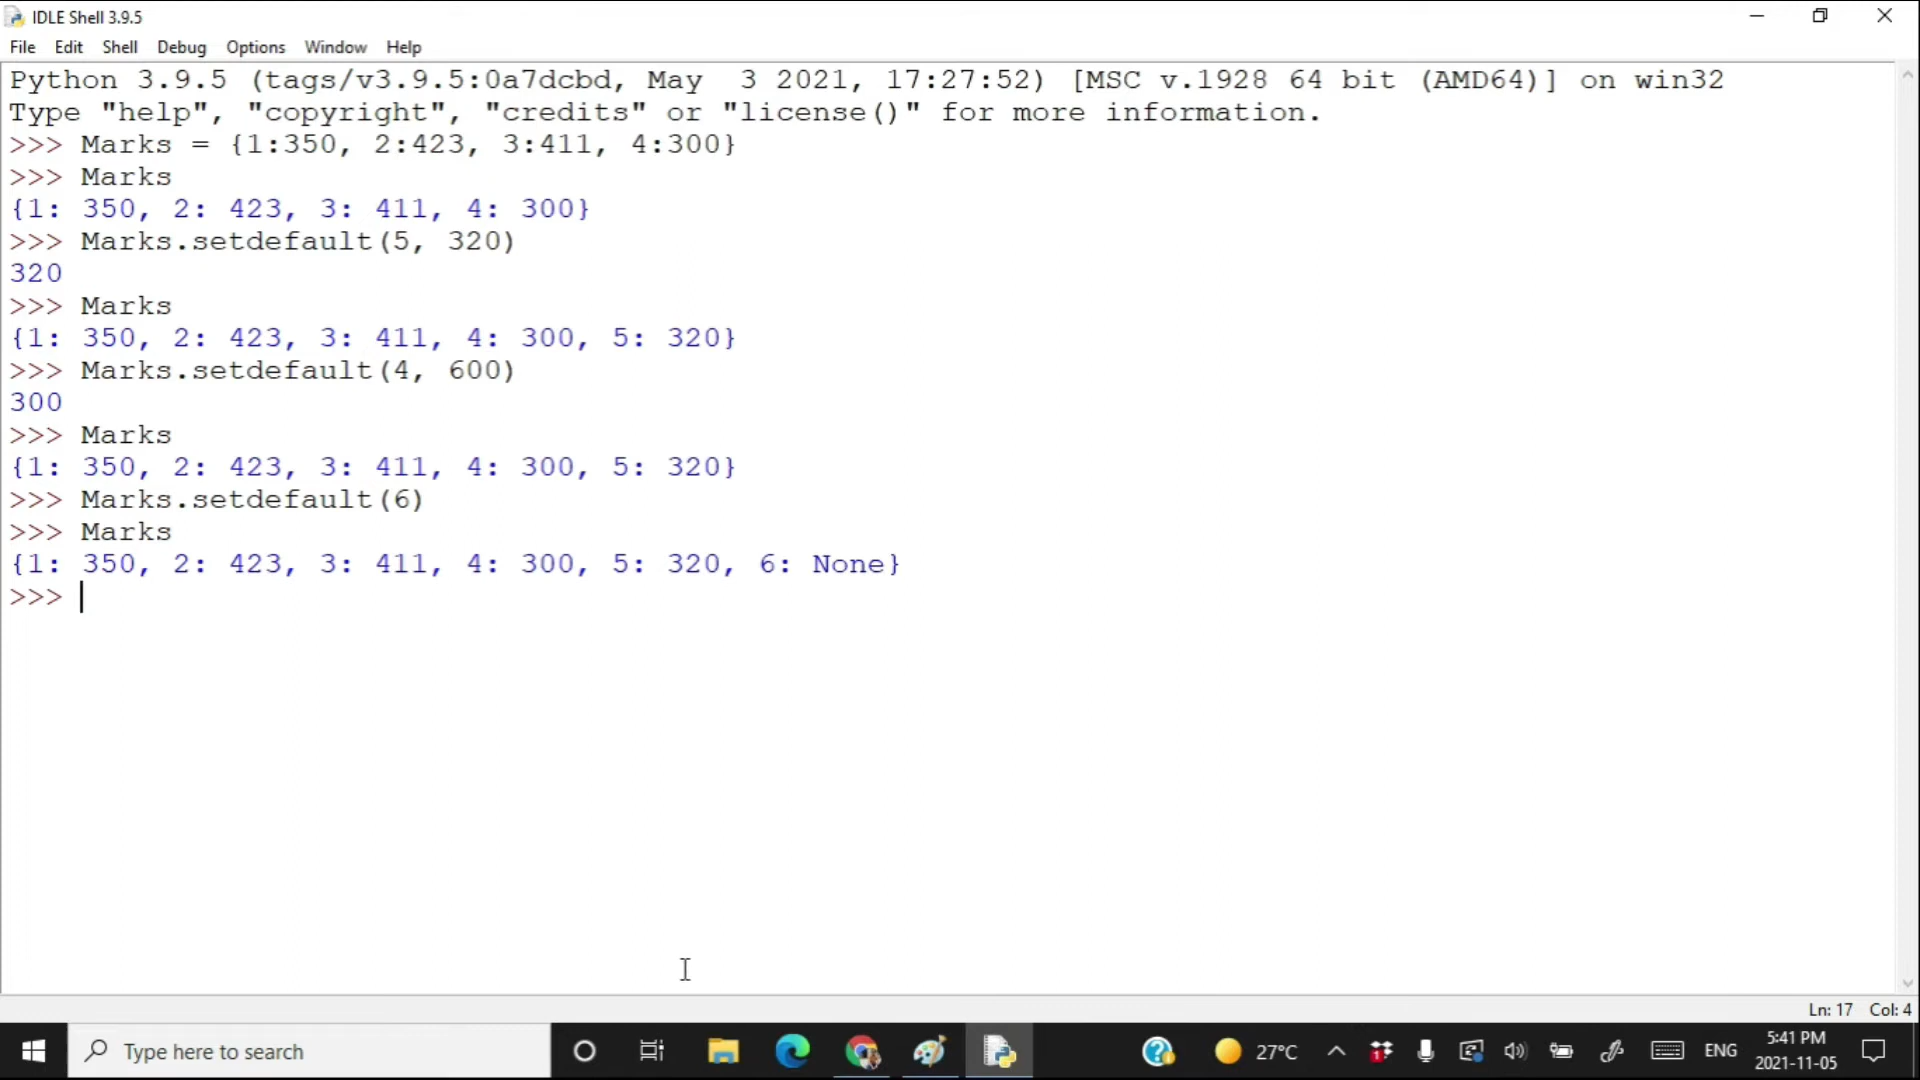 IDLE Shell 3.9.5
File Edit Shell Debug Options Window Help
Python 3.9.5 (tags/v3.9.5:0a7dcbd, May  3 2021, 17:27:52) [MSC v.1928 64 bit (AMD64)] on win32
Type "help", "copyright", "credits" or "license()" for more information.
>>> Marks = {1:350, 2:423, 3:411, 4:300}
>>> Marks
{1: 350, 2: 423, 3: 411, 4: 300}
>>> Marks.setdefault(5, 320)
320
>>> Marks
{1: 350, 2: 423, 3: 411, 4: 300, 5: 320}
>>> Marks.setdefault(4, 600)
300
>>> Marks
{1: 350, 2: 423, 3: 411, 4: 300, 5: 320}
>>> Marks.setdefault(6)
>>> Marks
{1: 350, 2: 423, 3: 411, 4: 300, 5: 320, 6: None}
>>>
Ln: 17 Col: 4
Type here to search
27°C
ENG
5:41 PM
2021-11-05